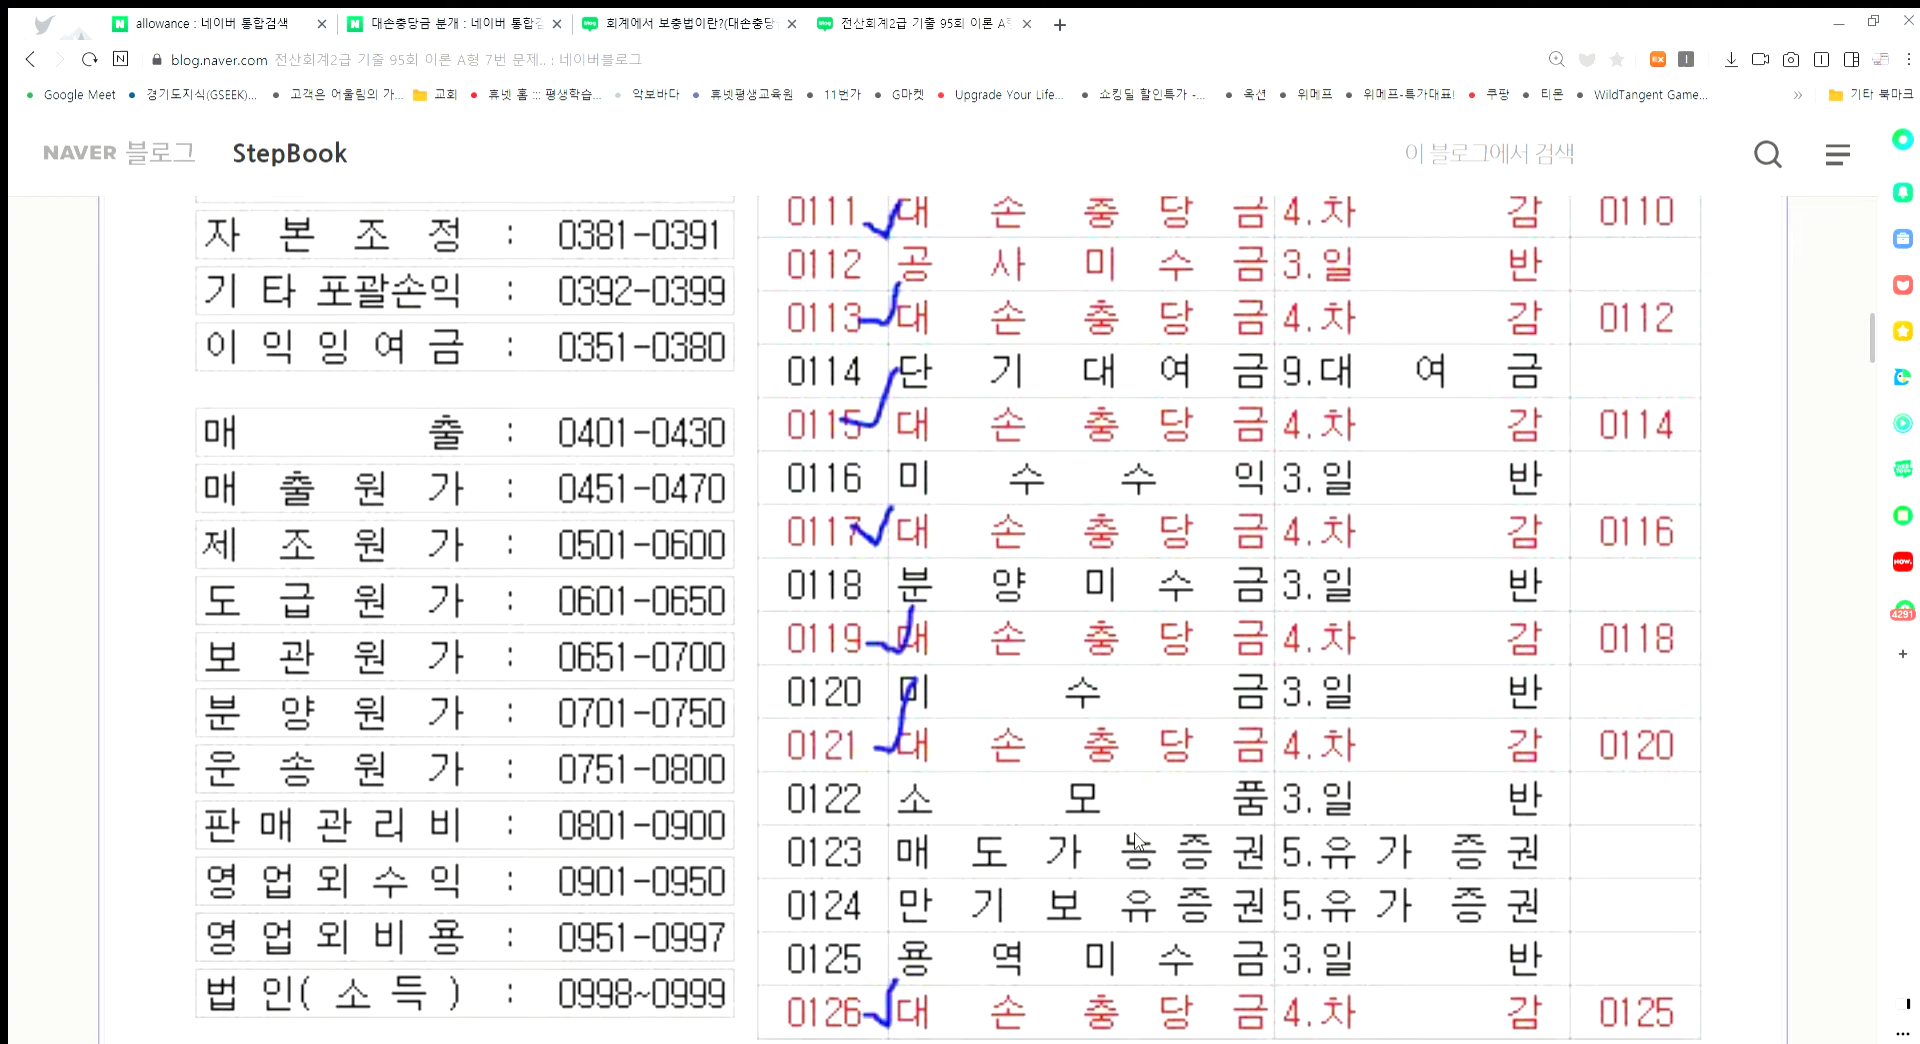 allowance : 네이버 통합검색
대손충당금 분개 : 네이버 통합검
회계에서 보충법이란?(대손충당
전산회계2급 기출 95회 이론 A
blog.naver.com 전산회계2급 기출 95회 이론 A형 7번 문제.. : 네이버블로그
Google Meet 경기도지식(GSEEK)... 고객은 어울림의 가... 교회 휴넷 홈 ::: 평생학습... 악보바다 휴넷평생교육원 11번가 G마켓 Upgrade Your Life... 쇼킹딜 할인특가 -... 옥션 위메프 위메프-특가대표! 쿠팡 티몬 WildTangent Game... 기타 북마크
NAVER 블로그 StepBook 이 블로그에서 검색
자본조정 : 0381-0391
기타포괄손익 : 0392-0399
이익잉여금 : 0351-0380
매출 : 0401-0430
매출원가 : 0451-0470
제조원가 : 0501-0600
도급원가 : 0601-0650
보관원가 : 0651-0700
분양원가 : 0701-0750
운송원가 : 0751-0800
판매관리비 : 0801-0900
영업외수익 : 0901-0950
영업외비용 : 0951-0997
법인(소득) : 0998~0999
0111 대손충당금 4.차감 0110
0112 공사미수금 3.일반
0113 대손충당금 4.차감 0112
0114 단기대여금 9.대여금
0115 대손충당금 4.차감 0114
0116 미수수익 3.일반
0117 대손충당금 4.차감 0116
0118 분양미수금 3.일반
0119 대손충당금 4.차감 0118
0120 미수금 3.일반
0121 대손충당금 4.차감 0120
0122 소모품 3.일반
0123 매도가능증권 5.유가증권
0124 만기보유증권 5.유가증권
0125 용역미수금 3.일반
0126 대손충당금 4.차감 0125
NOW.
4291